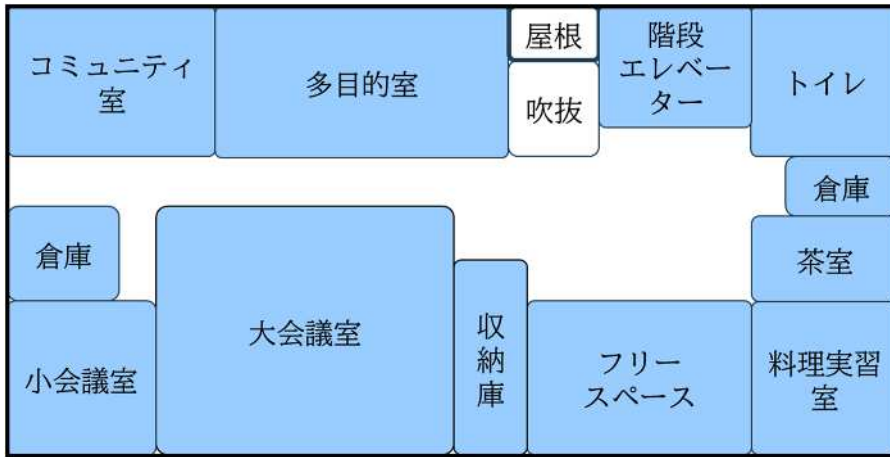 コミュニティ
室
多目的室
屋根
吹抜
階段
エレベー
ター
トイレ
倉庫
茶室
倉庫
小会議室
大会議室
収
納
庫
フリー
スペース
料理実習
室